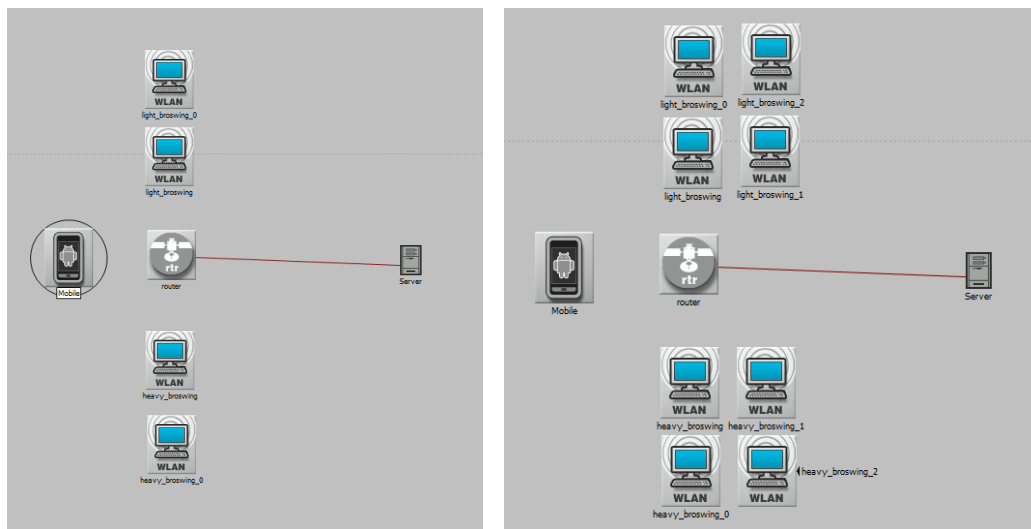 WLAN
light_broswing_0
WLAN
light_broswing
Mobile
rtr
router
Server
WLAN
heavy_broswing
WLAN
heavy_broswing_0
WLAN
light_broswing_0
WLAN
light_broswing_2
WLAN
light_broswing
WLAN
light_broswing_1
Mobile
rtr
router
Server
WLAN
heavy_broswing
WLAN
heavy_broswing_1
WLAN
heavy_broswing_0
WLAN
heavy_broswing_2